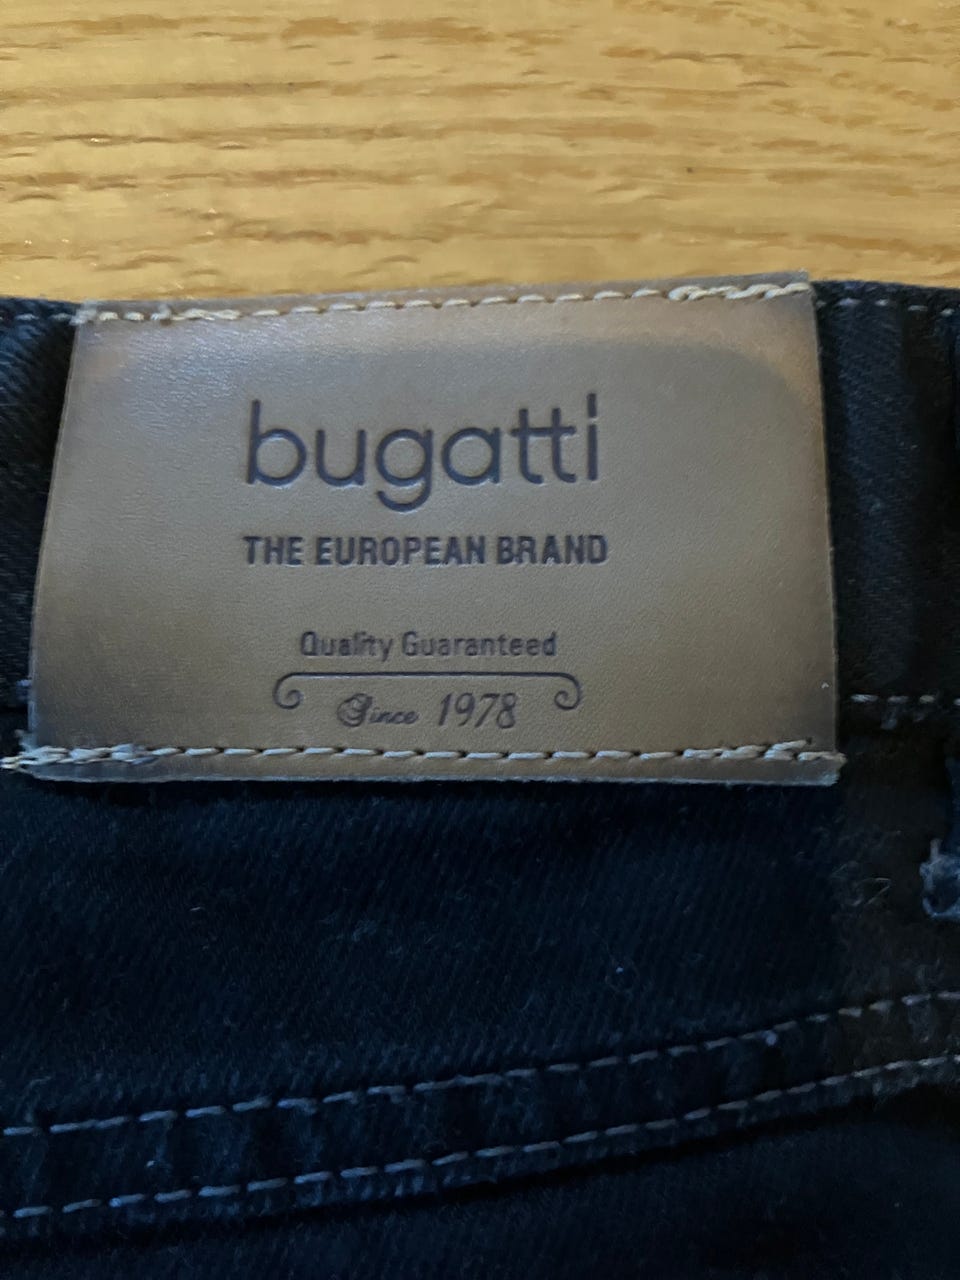 bugatti
THE EUROPEAN BRAND
Quality Guaranteed
Since 1978